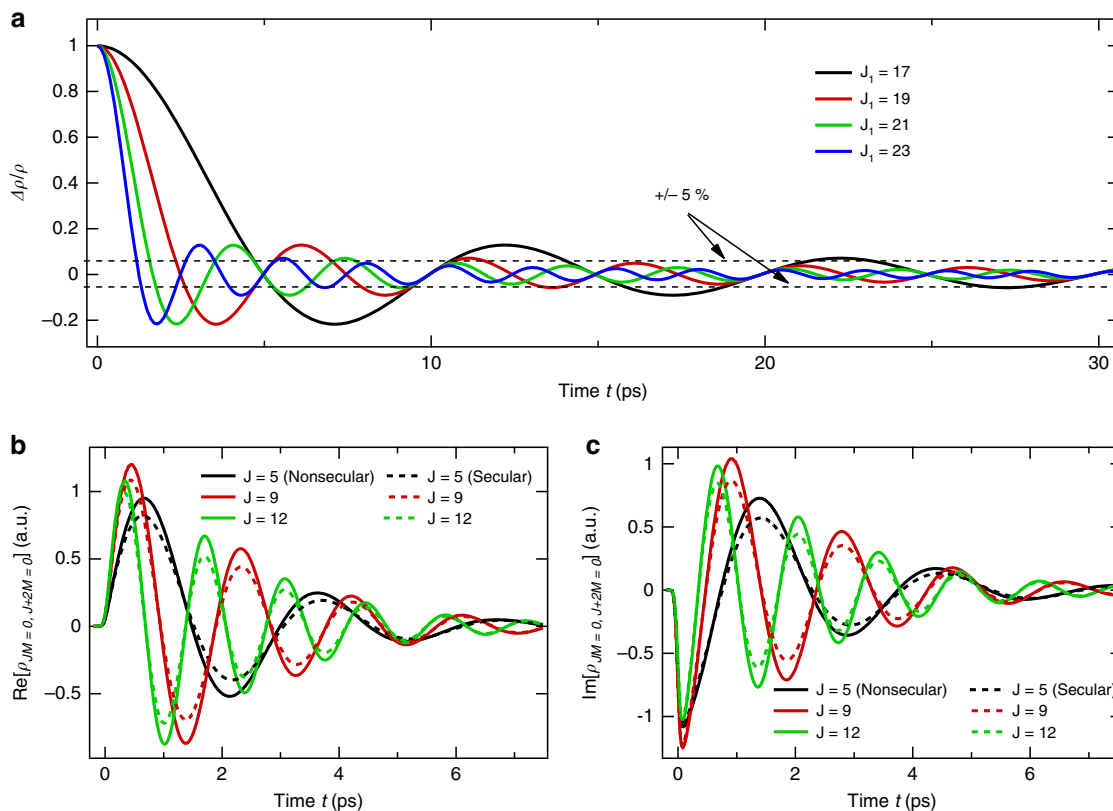 a
1
0.8
0.6
0.4
0.2
0
−0.2
Δρ/ρ
J₁ = 17
J₁ = 19
J₁ = 21
J₁ = 23
+/− 5 %
0
10
20
30
Time t (ps)
b
1
0.5
0
−0.5
Re[ρJM = 0, J+2M = 0] (a.u.)
J = 5 (Nonsecular)
J = 5 (Secular)
J = 9
J = 9
J = 12
J = 12
0
2
4
6
Time t (ps)
c
1
0.5
0
−0.5
-1
Im[ρJM = 0, J+2M = 0] (a.u.)
J = 5 (Nonsecular)
J = 5 (Secular)
J = 9
J = 9
J = 12
J = 12
0
2
4
6
Time t (ps)